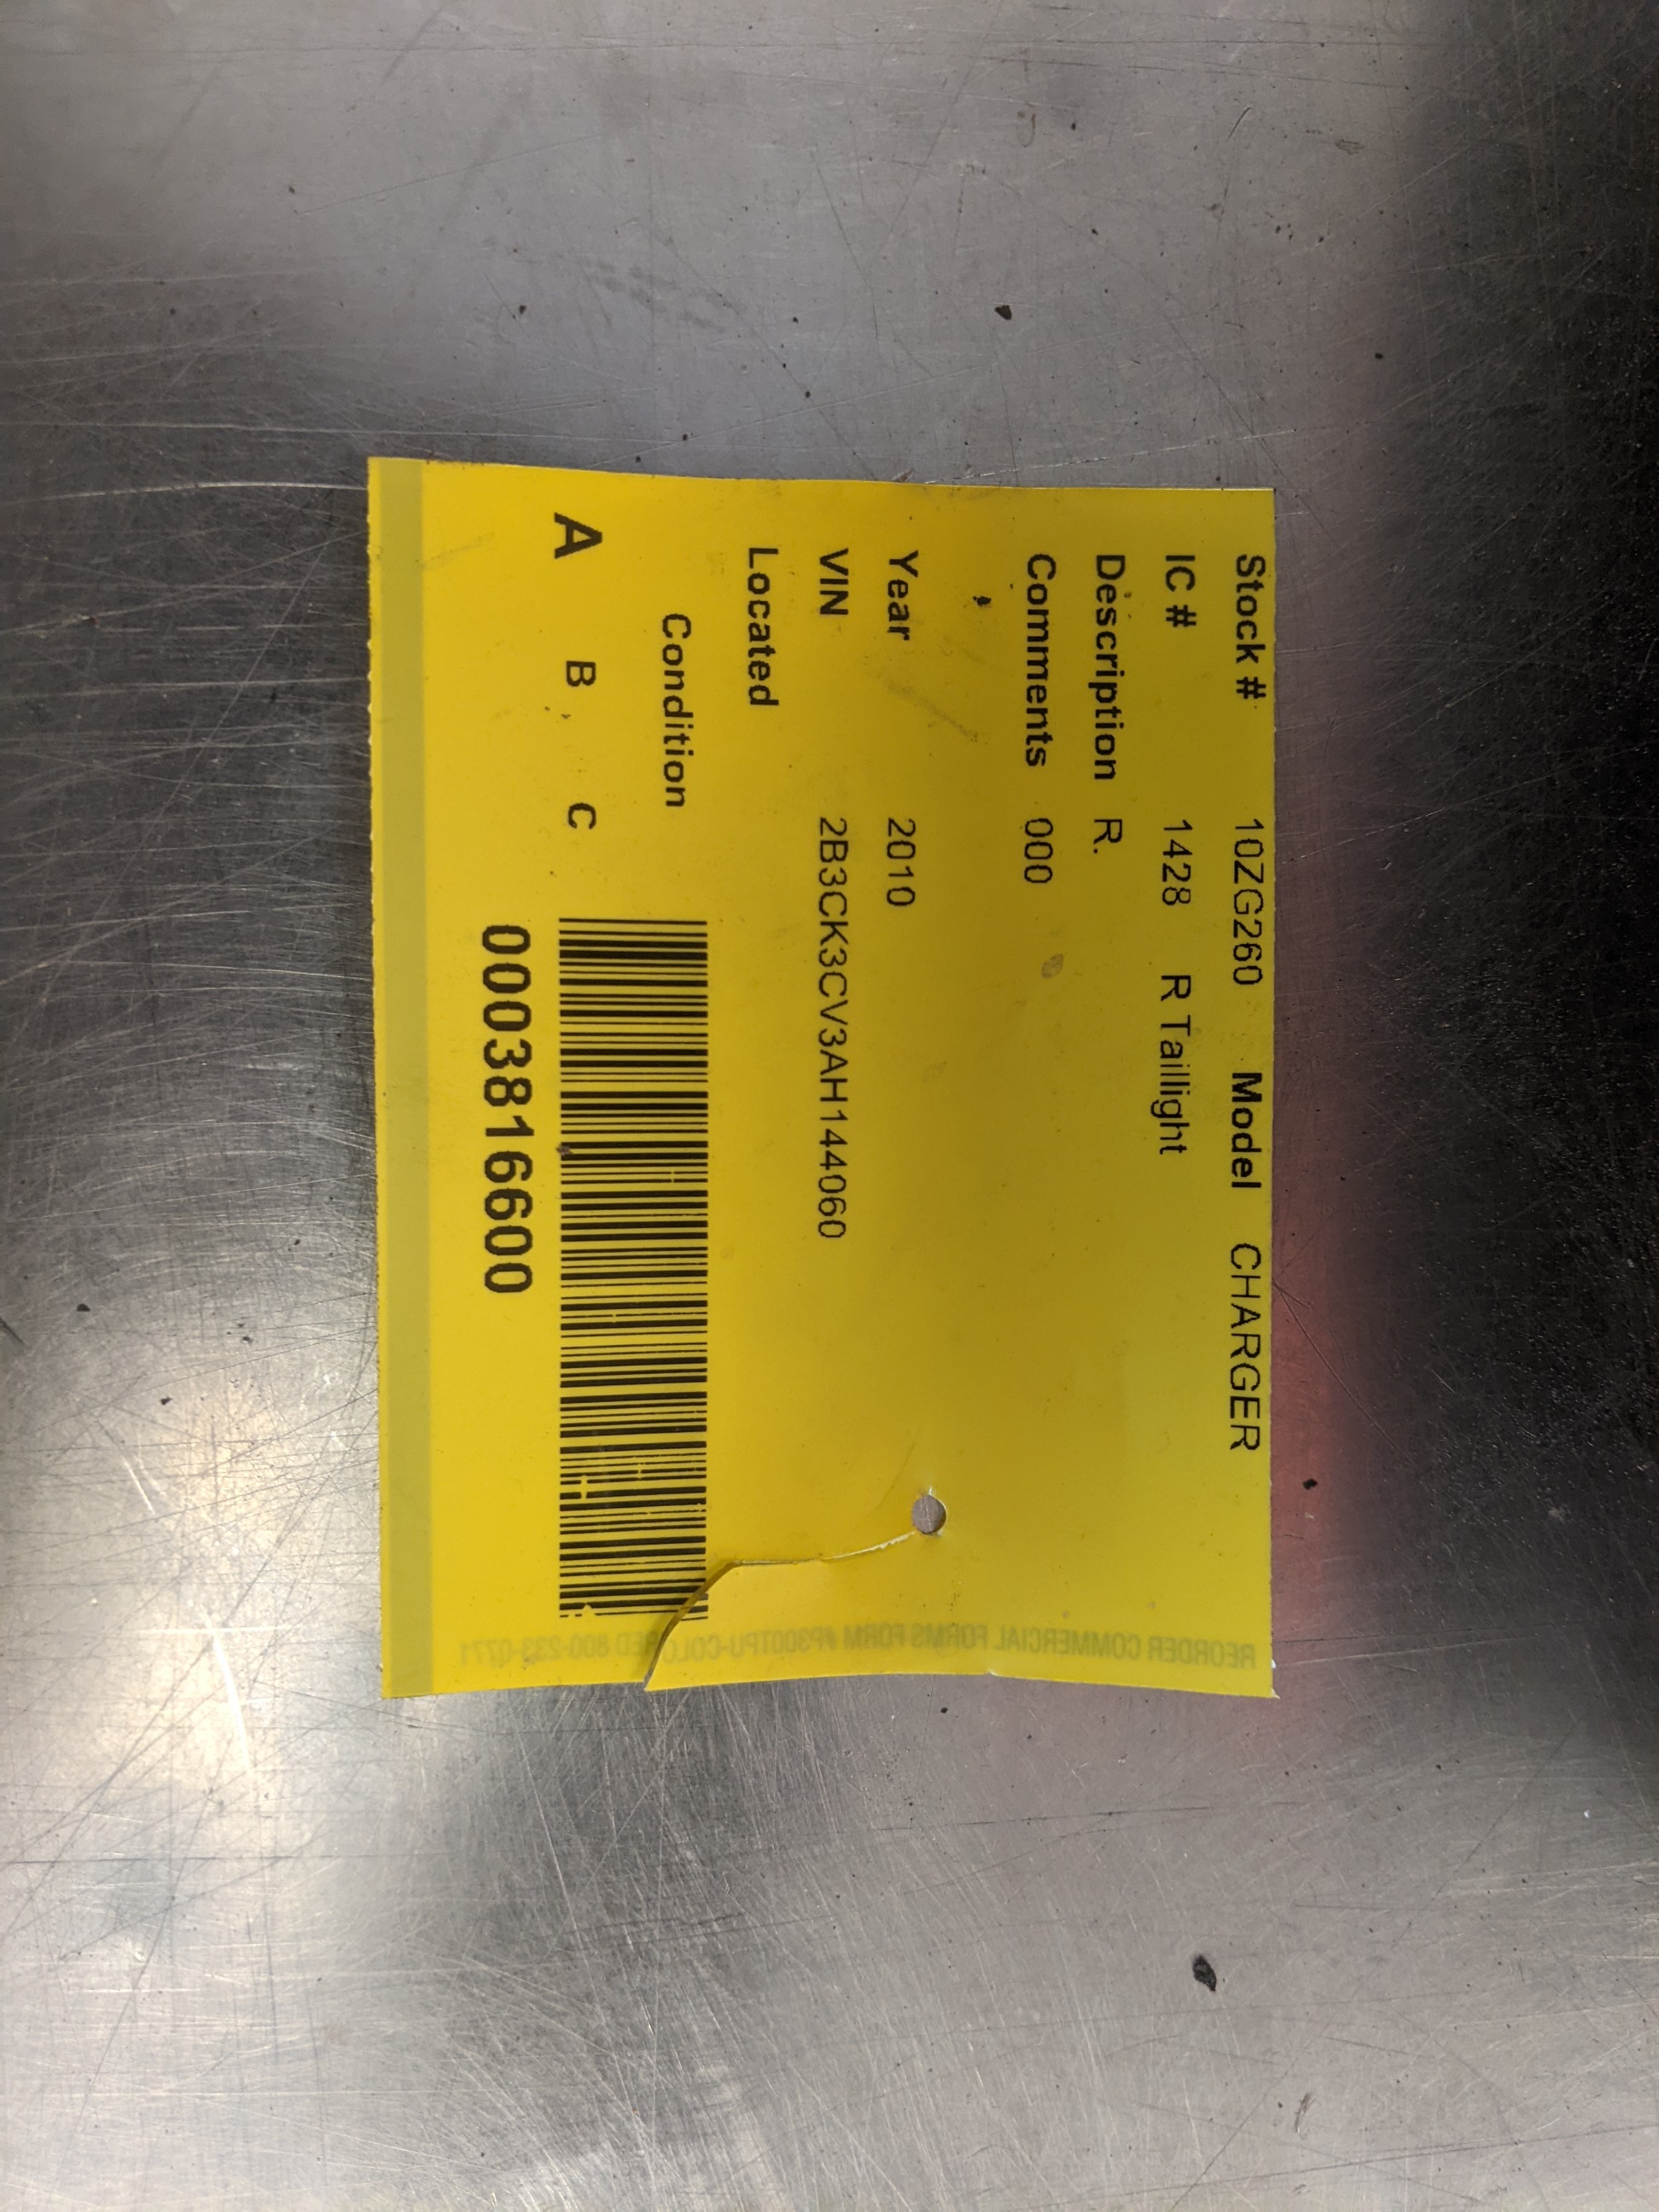 Stock # 10ZG260 Model CHARGER
IC # 1428 R Taillight
Description R.
Comments 000
Year 2010
VIN 2B3CK3CV3AH144060
Located
Condition
A B C
0003816600
REORDER COMMERCIAL FORMS FORM #P300TPU-COLORED 800-233-0771